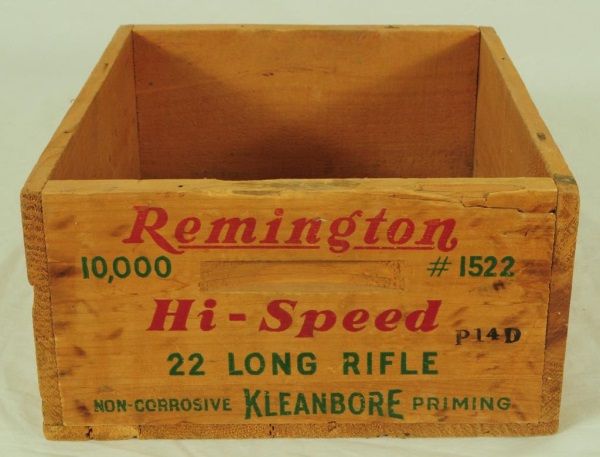 Remington
10,000 # 1522
Hi-Speed
P14D
22 LONG RIFLE
NON-CORROSIVE KLEANBORE PRIMING